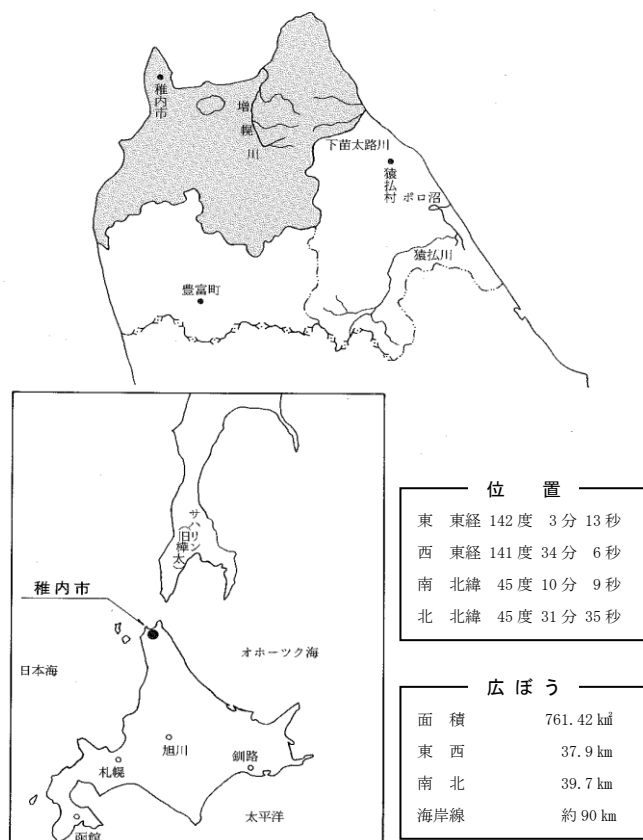 稚内市
増幌川
下苗太路川
猿払村
ポロ沼
猿払川
豊富町
サハリン
(旧樺太)
稚内市
オホーツク海
日本海
旭川
札幌
釧路
太平洋
函館
位 置
東 東経 142 度 3 分 13 秒
西 東経 141 度 34 分 6 秒
南 北緯 45 度 10 分 9 秒
北 北緯 45 度 31 分 35 秒
広 ぼ う
面 積 761.42 ㎢
東 西 37.9 ㎞
南 北 39.7 ㎞
海岸線 約 90 ㎞